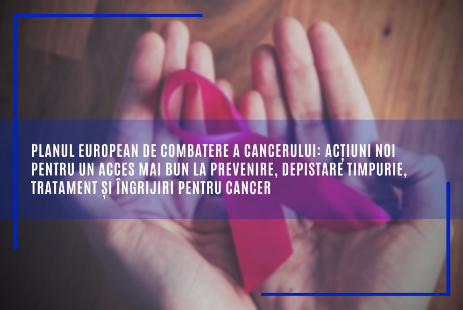 PLANUL EUROPEAN DE COMBATERE A CANCERULUI: ACȚIUNI NOI
PENTRU UN ACCES MAI BUN LA PREVENIRE, DEPISTARE TIMPURIE,
TRATAMENT ȘI ÎNGRIJIRI PENTRU CANCER